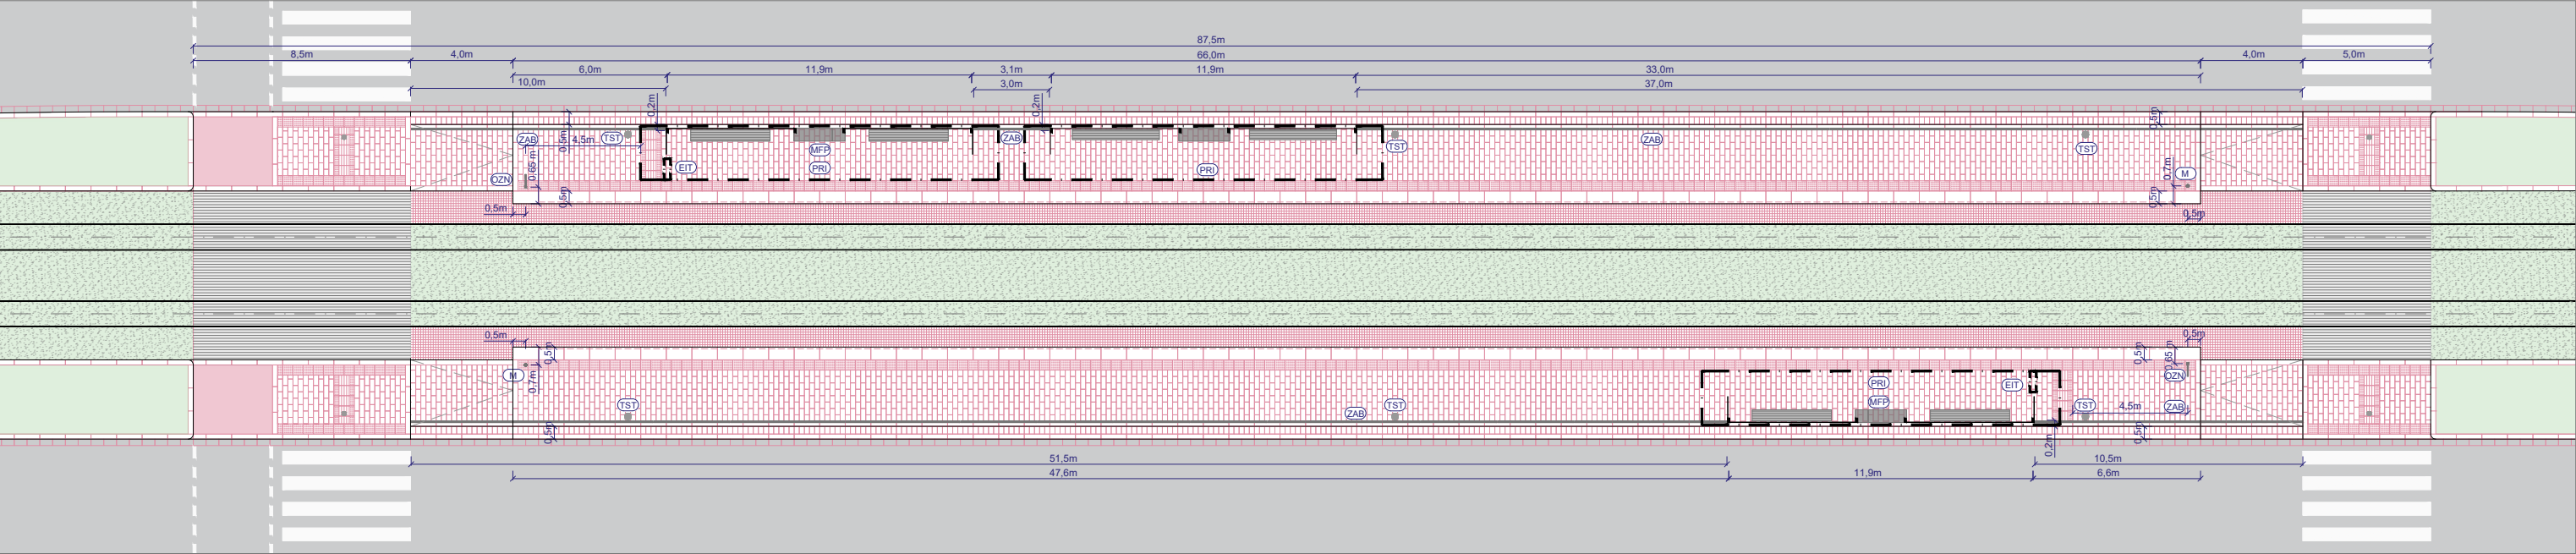 87,5m
8,5m 4,0m 66,0m 4,0m 5,0m
6,0m 11,9m 3,1m 11,9m 33,0m
10,0m 3,0m 37,0m
0,2m 0,2m
0,5m 0,5m
ZAB 4,5m TST ZAB TST ZAB TST
MFP
EIT PRI PRI
0,65m 0,7m M
OZN
0,5m 0,5m
0,5m 0,5m
0,5m 0,5m
0,5m 0,5m
M 0,7m PRI EIT OZN
MFP
TST TST ZAB TST 4,5m ZAB
0,5m 0,5m
0,2m
51,5m 10,5m
47,6m 11,9m 6,6m